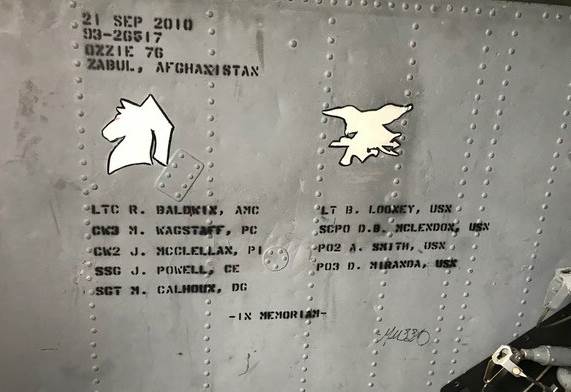 21 SEP 2010
93-26517
OZZIE 76
ZABUL, AFGHANISTAN
LTC R. BALDWIN, AMC
CW3 M. WAGSTAFF, PC
CW2 J. MCCLELLAN, PI
SSG J. POWELL, CE
SGT M. CALHOUN, DG
LT B. LOONEY, USN
SCPO D.B. MCLENDON, USN
PO2 A. SMITH, USN
PO3 D. MIRANDA, USN
-IN MEMORIAM-